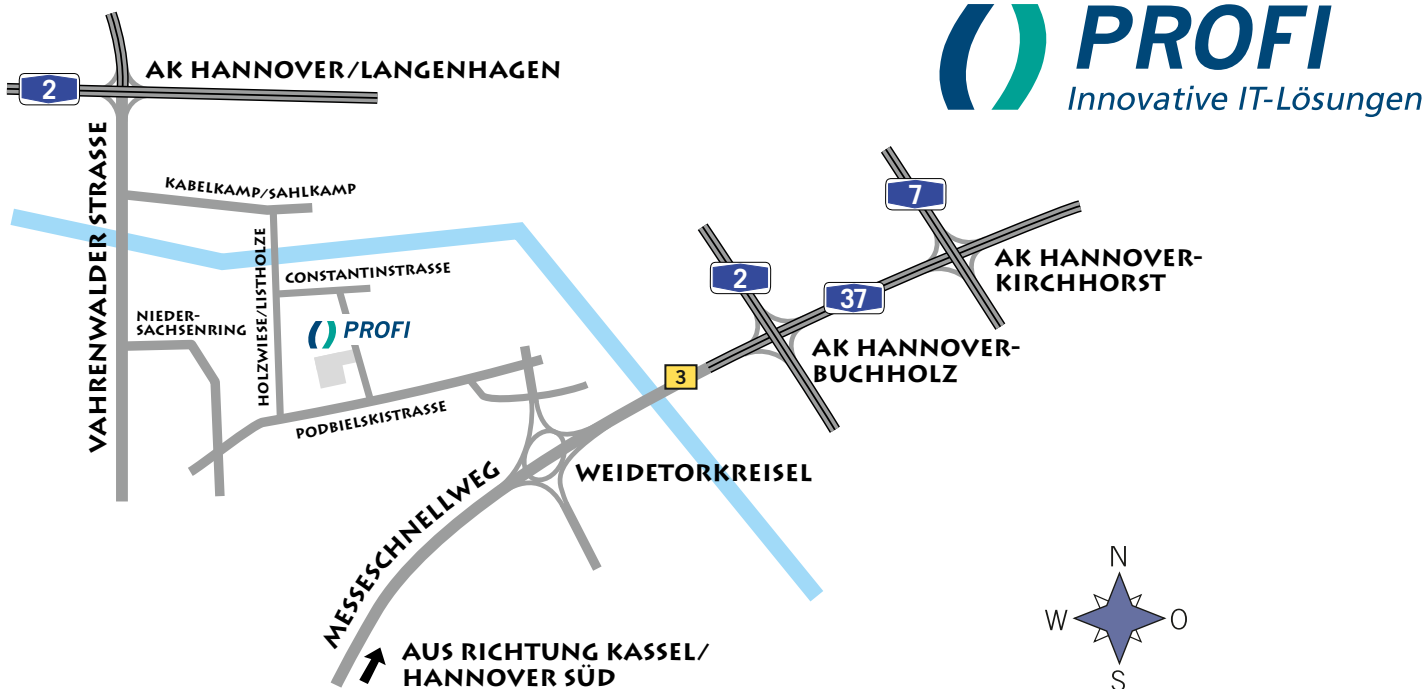 PROFI
Innovative IT-Lösungen
AK HANNOVER/LANGENHAGEN
2
VAHRENWALDER STRASSE
KABELKAMP/SAHLKAMP
7
HOLZWIESE/LISTHOLZE
CONSTANTINSTRASSE
AK HANNOVER-
KIRCHHORST
2
37
NIEDER-
SACHSENRING
PROFI
AK HANNOVER-
BUCHHOLZ
3
PODBIELSKISTRASSE
WEIDETORKREISEL
MESSESCHNELLWEG
AUS RICHTUNG KASSEL/
HANNOVER SÜD
N
W
O
S